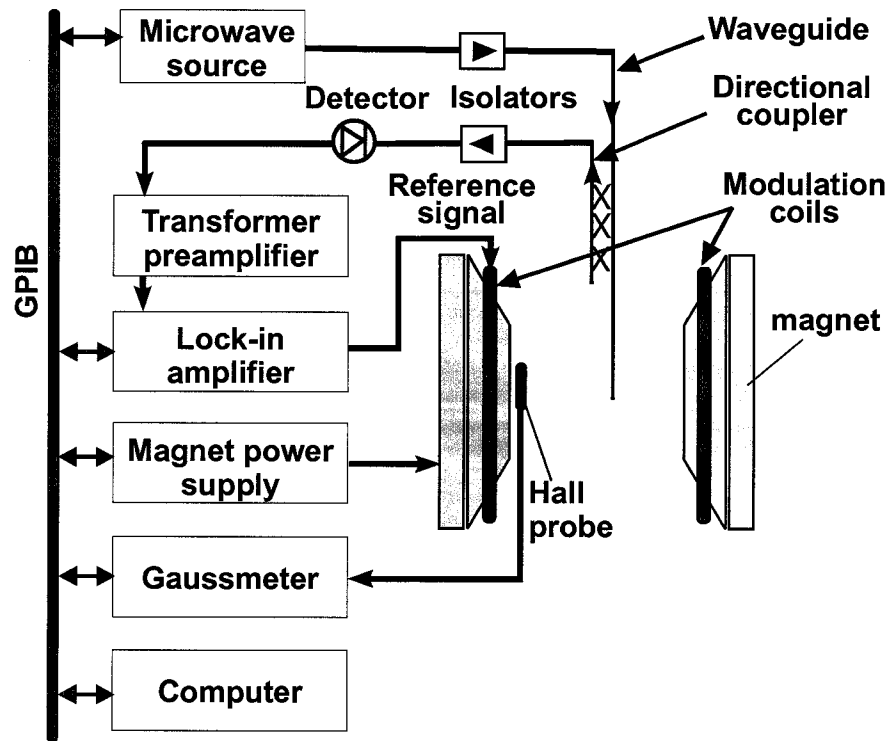 Microwave
source
Waveguide
Detector
Isolators
Directional
coupler
Reference
signal
Modulation
coils
Transformer
preamplifier
GPIB
Lock-in
amplifier
magnet
Magnet power
supply
Hall
probe
Gaussmeter
Computer